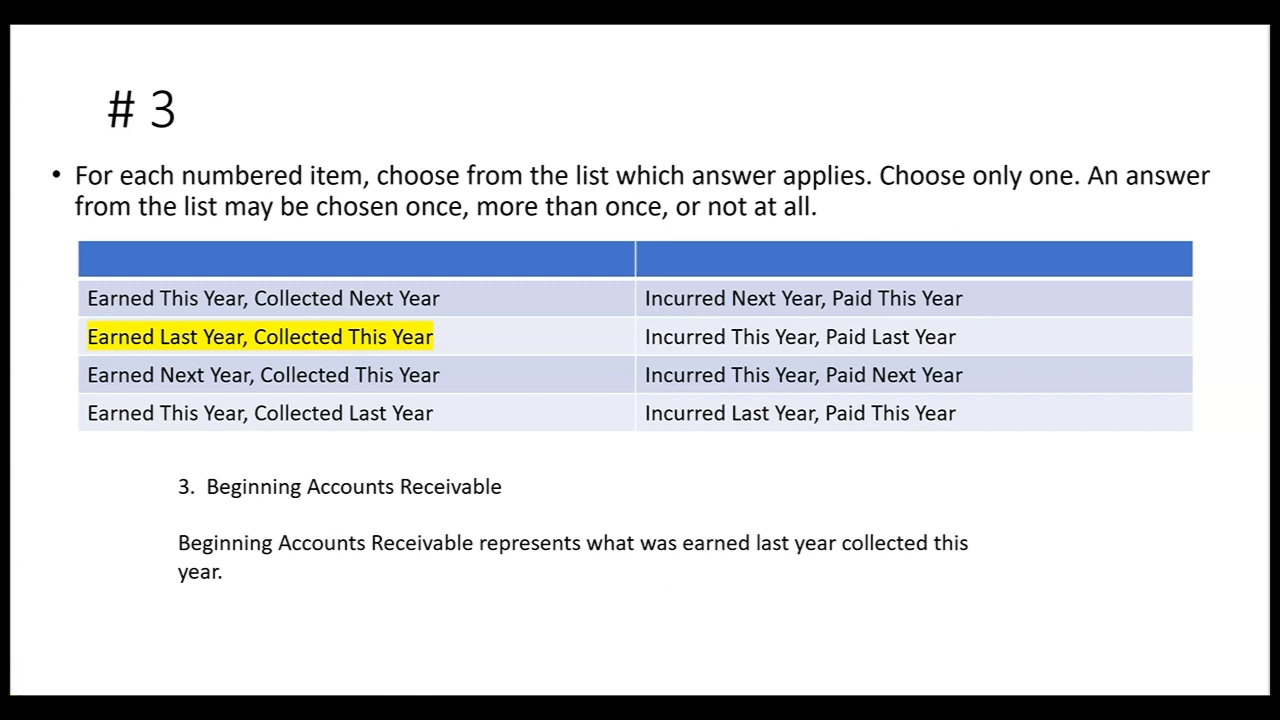 # 3
• For each numbered item, choose from the list which answer applies. Choose only one. An answer
from the list may be chosen once, more than once, or not at all.
Earned This Year, Collected Next Year
Incurred Next Year, Paid This Year
Earned Last Year, Collected This Year
Incurred This Year, Paid Last Year
Earned Next Year, Collected This Year
Incurred This Year, Paid Next Year
Earned This Year, Collected Last Year
Incurred Last Year, Paid This Year
3. Beginning Accounts Receivable
Beginning Accounts Receivable represents what was earned last year collected this
year.